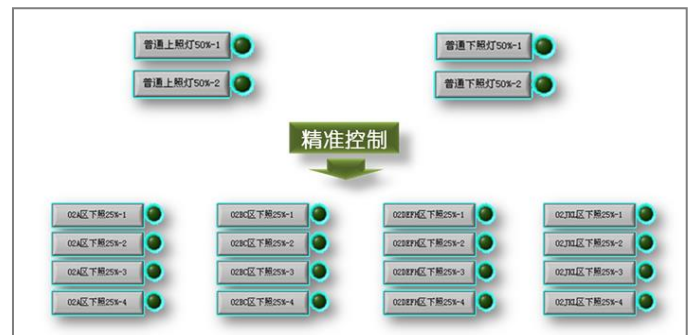 普通上照灯50%-1
普通下照灯50%-1
普通上照灯50%-2
普通下照灯50%-2
精准控制
02A区下照25%-1
02BC区下照25%-1
02DEFH区下照25%-1
02JKL区下照25%-1
02A区下照25%-2
02BC区下照25%-2
02DEFH区下照25%-2
02JKL区下照25%-2
02A区下照25%-3
02BC区下照25%-3
02DEFH区下照25%-3
02JKL区下照25%-3
02A区下照25%-4
02BC区下照25%-4
02DEFH区下照25%-4
02JKL区下照25%-4